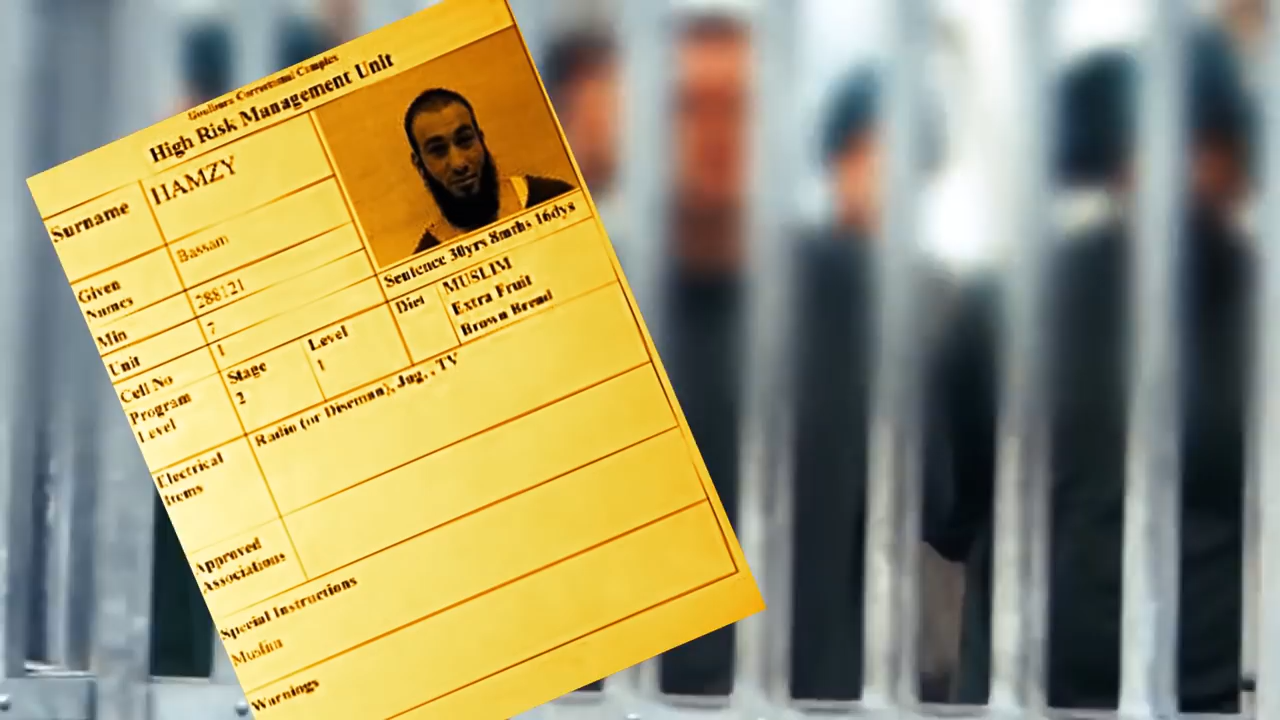 Goulburn Correctional Complex
High Risk Management Unit
Surname HAMZY
Given Names Bassam
Min 288121
Unit 7
Cell No 1
Program Level Stage 2 Level 1
Sentence 30yrs 8mths 16dys
Diet MUSLIM
Extra Fruit
Brown Bread
Electrical Items Radio (or Discman), Jug, , TV
Approved Associations
Special Instructions
Muslim
Warnings